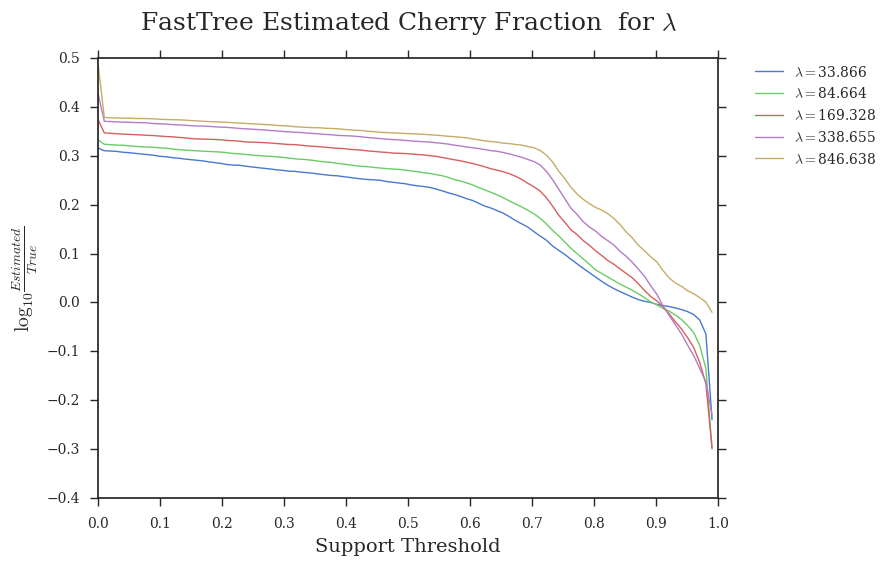 FastTree Estimated Cherry Fraction for λ
λ = 33.866
λ = 84.664
λ = 169.328
λ = 338.655
λ = 846.638
0.5
0.4
0.3
0.2
0.1
0.0
−0.1
−0.2
−0.3
−0.4
log₁₀ Estimated/True
0.0 0.1 0.2 0.3 0.4 0.5 0.6 0.7 0.8 0.9 1.0
Support Threshold